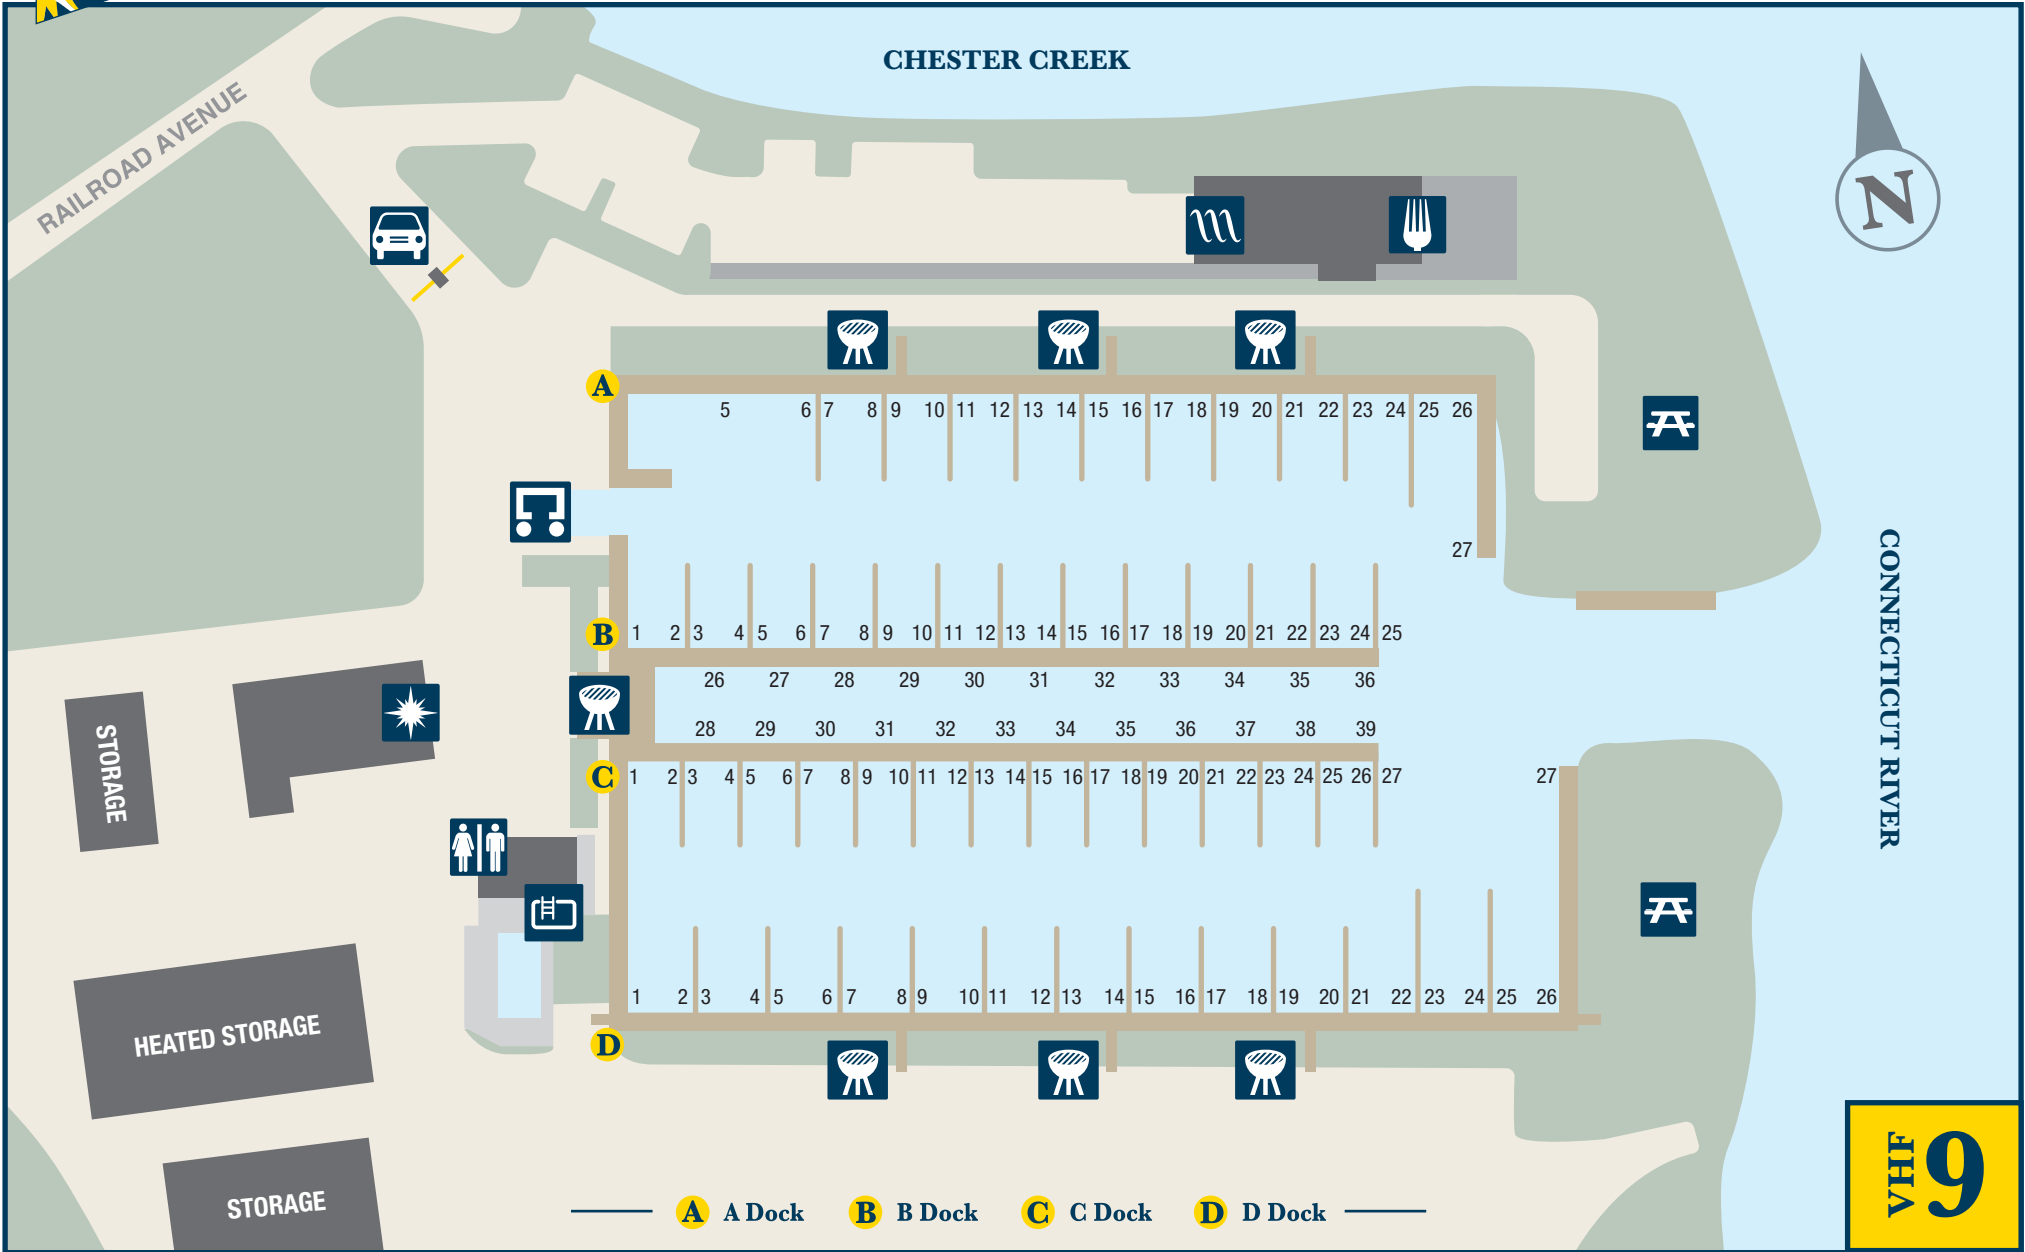 CHESTER CREEK
RAILROAD AVENUE
N
A
5 6 7 8 9 10 11 12 13 14 15 16 17 18 19 20 21 22 23 24 25 26
27
CONNECTICUT RIVER
B
1 2 3 4 5 6 7 8 9 10 11 12 13 14 15 16 17 18 19 20 21 22 23 24 25
26 27 28 29 30 31 32 33 34 35 36
28 29 30 31 32 33 34 35 36 37 38 39
C
1 2 3 4 5 6 7 8 9 10 11 12 13 14 15 16 17 18 19 20 21 22 23 24 25 26 27
27
STORAGE
1 2 3 4 5 6 7 8 9 10 11 12 13 14 15 16 17 18 19 20 21 22 23 24 25 26
D
HEATED STORAGE
STORAGE
A A Dock B B Dock C C Dock D D Dock
VHF 9